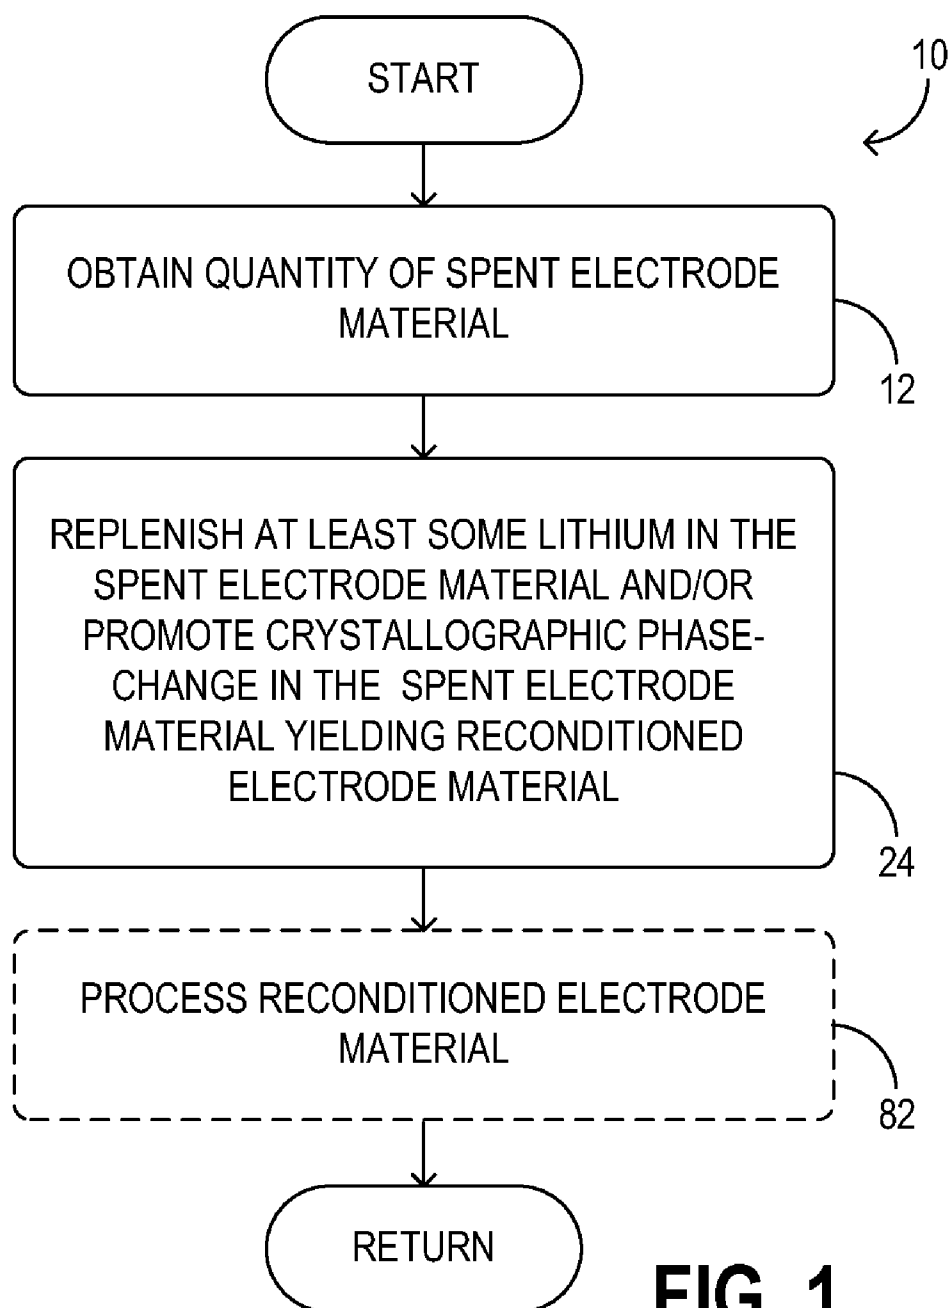 START
10
OBTAIN QUANTITY OF SPENT ELECTRODE
MATERIAL
12
REPLENISH AT LEAST SOME LITHIUM IN THE
SPENT ELECTRODE MATERIAL AND/OR
PROMOTE CRYSTALLOGRAPHIC PHASE-
CHANGE IN THE SPENT ELECTRODE
MATERIAL YIELDING RECONDITIONED
ELECTRODE MATERIAL
24
PROCESS RECONDITIONED ELECTRODE
MATERIAL
82
RETURN
FIG. 1